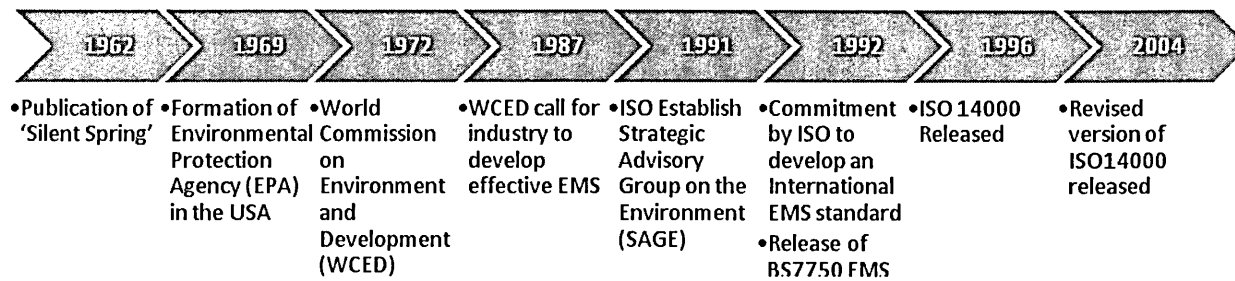 1962
1969
1972
1987
1991
1992
1996
2004
•Publication of
'Silent Spring'
•Formation of
Environmental
Protection
Agency (EPA)
in the USA
•World
Commission
on
Environment
and
Development
(WCED)
•WCED call for
industry to
develop
effective EMS
•ISO Establish
Strategic
Advisory
Group on the
Environment
(SAGE)
•Commitment
by ISO to
develop an
International
EMS standard
•Release of
BS7750 EMS
•ISO 14000
Released
•Revised
version of
ISO14000
released